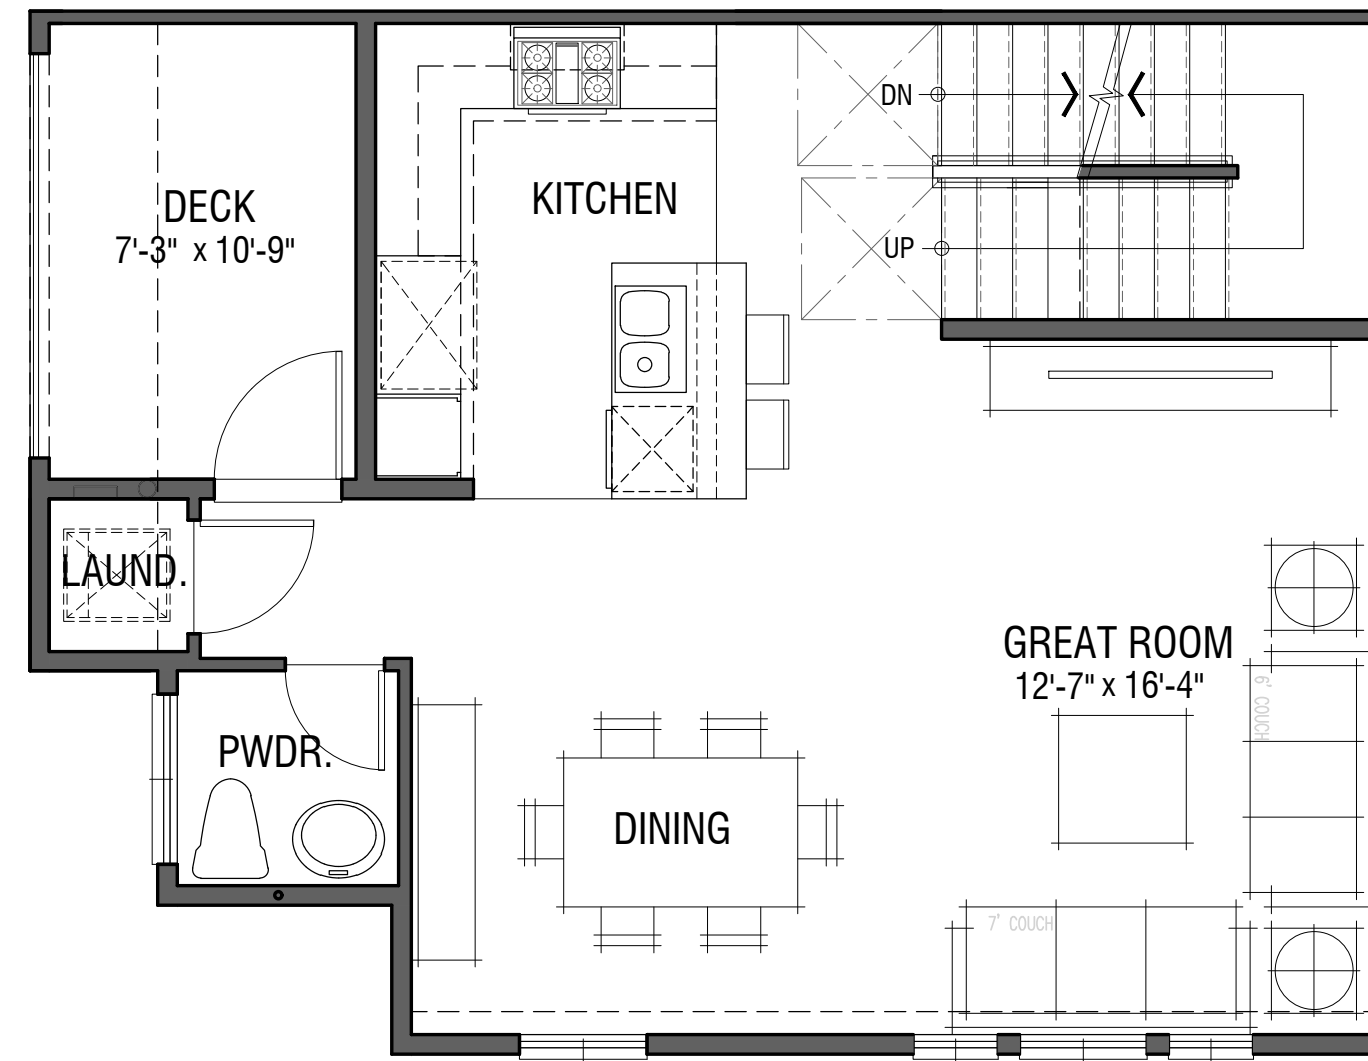 DN
KITCHEN
DECK
7'-3" x 10'-9"
UP
LAUND.
GREAT ROOM
12'-7" x 16'-4"
6' COUCH
PWDR.
DINING
7' COUCH